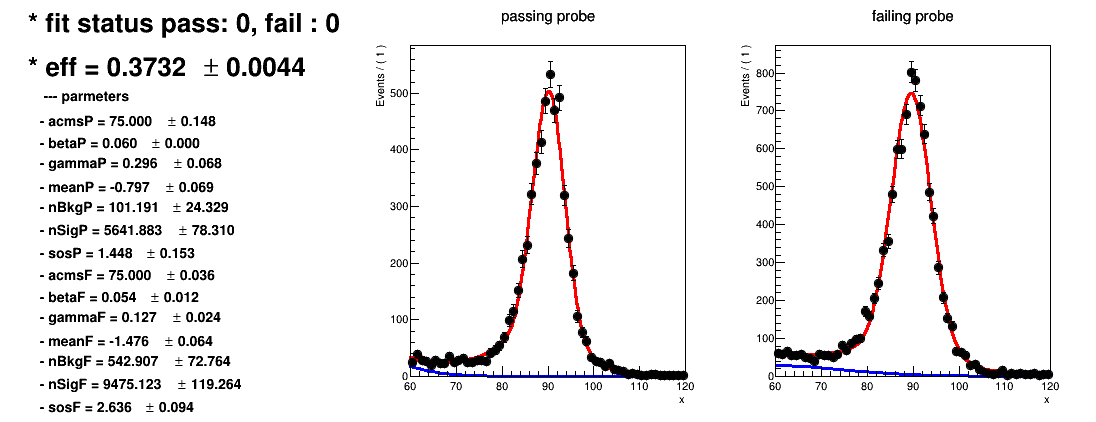 * fit status pass: 0, fail : 0
* eff = 0.3732 ± 0.0044
--- parmeters
- acmsP = 75.000 ± 0.148
- betaP = 0.060 ± 0.000
- gammaP = 0.296 ± 0.068
- meanP = -0.797 ± 0.069
- nBkgP = 101.191 ± 24.329
- nSigP = 5641.883 ± 78.310
- sosP = 1.448 ± 0.153
- acmsF = 75.000 ± 0.036
- betaF = 0.054 ± 0.012
- gammaF = 0.127 ± 0.024
- meanF = -1.476 ± 0.064
- nBkgF = 542.907 ± 72.764
- nSigF = 9475.123 ± 119.264
- sosF = 2.636 ± 0.094
passing probe
Events / ( 1 )
500
400
300
200
100
0
60 70 80 90 100 110 120
x
failing probe
Events / ( 1 )
800
700
600
500
400
300
200
100
0
60 70 80 90 100 110 120
x